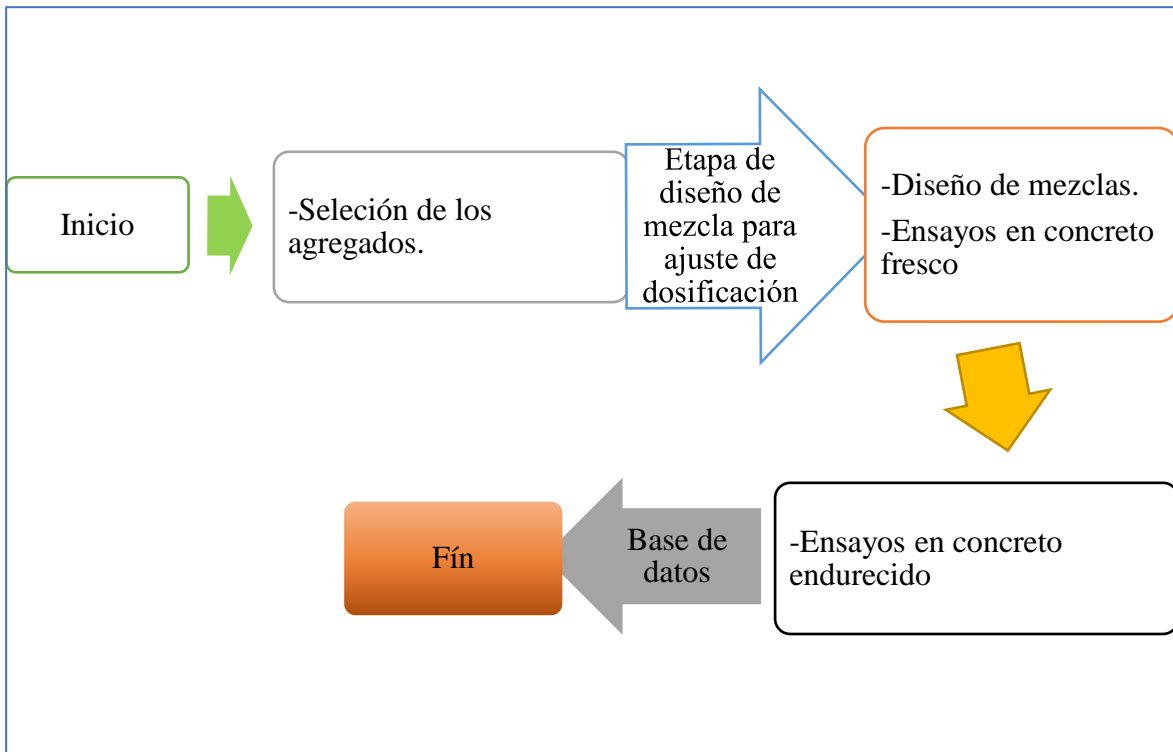 Inicio
-Seleción de los
agregados.
Etapa de
diseño de
mezcla para
ajuste de
dosificación
-Diseño de mezclas.
-Ensayos en concreto
fresco
-Ensayos en concreto
endurecido
Base de
datos
Fín